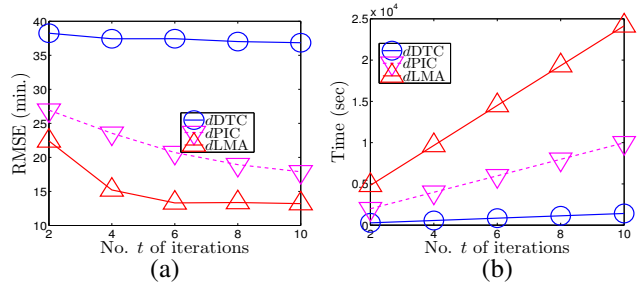 40
35
30
25
20
15
10
2
4
6
8
10
RMSE (min.)
No. t of iterations
dDTC
dPIC
dLMA
(a)
2.5 x 10^4
2
1.5
1
0.5
0
2
4
6
8
10
Time (sec)
No. t of iterations
dDTC
dPIC
dLMA
(b)